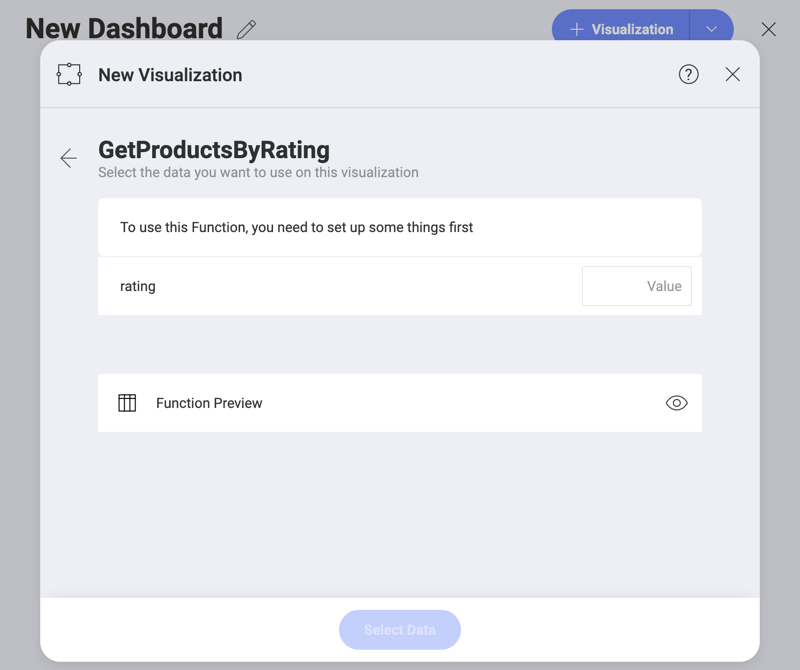 New Dashboard
Visualization
New Visualization
?
GetProductsByRating
Select the data you want to use on this visualization
To use this Function, you need to set up some things first
rating
Value
Function Preview
Select Data